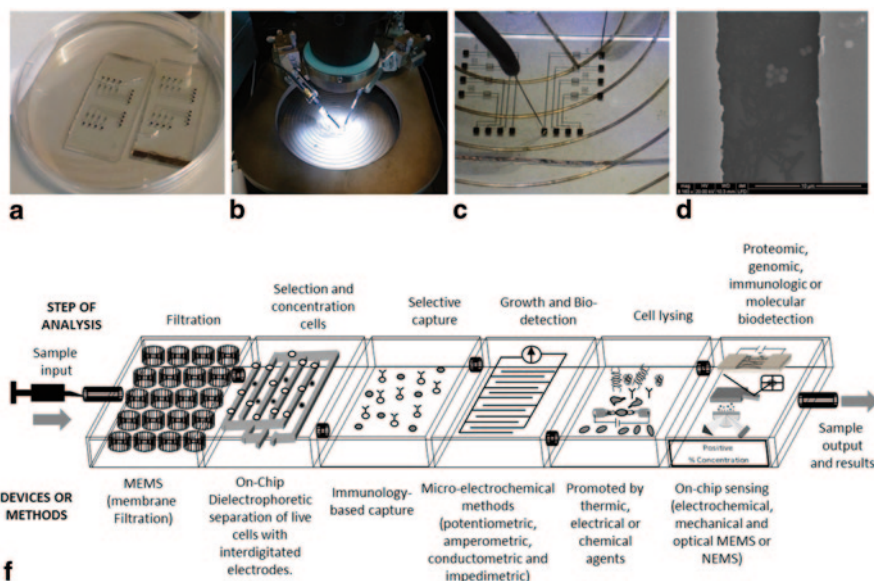 a
b
c
d
Proteomic,
genomic,
immunologic or
molecular
biodetection
Selection and
concentration
cells
Selective
capture
Growth and Bio-
detection
Cell lysing
STEP OF
ANALYSIS
Filtration
Sample
input
Positive
% Concentration
Sample
output
and results
DEVICES OR
METHODS
MEMS
(membrane
Filtration)
On-Chip
Dielectrophoretic
separation of live
cells with
interdigitated
electrodes.
Immunology-
based capture
Micro-electrochemical
methods
(potentiometric,
amperometric,
conductometric and
impedimetric)
Promoted by
thermic,
electrical or
chemical
agents
On-chip sensing
(electrochemical,
mechanical and
optical MEMS or
NEMS)
f